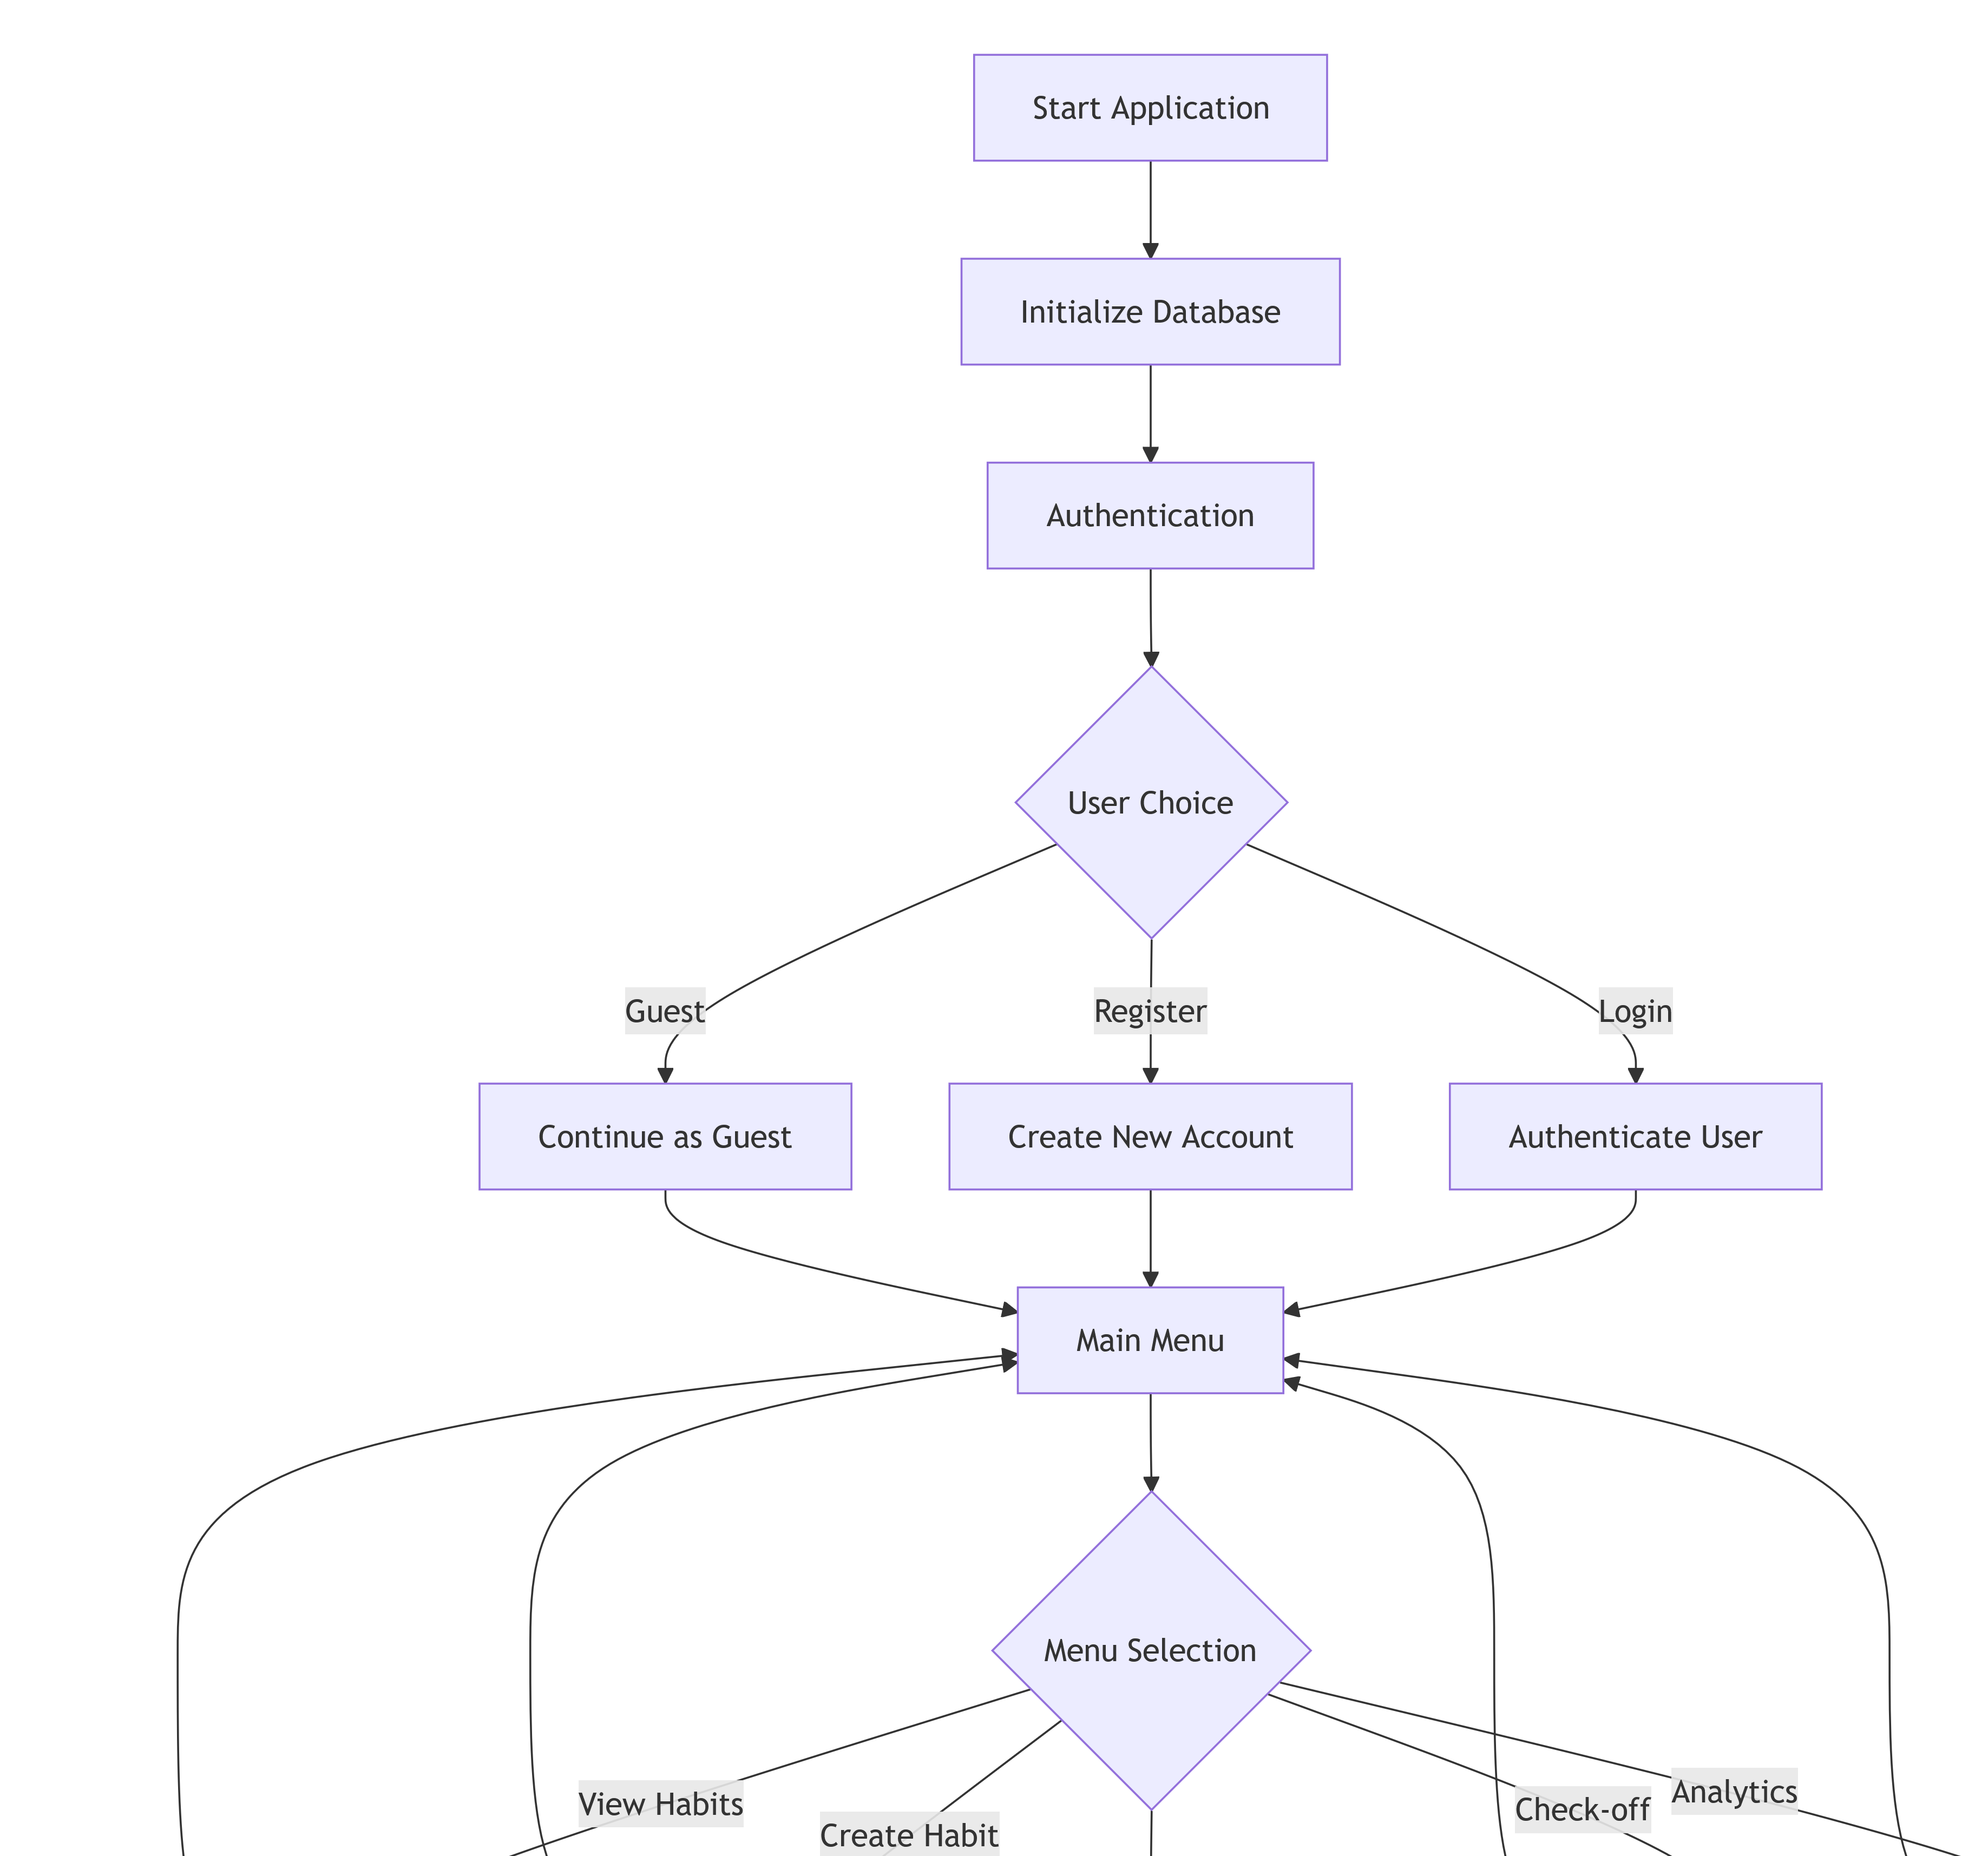 Start Application
Initialize Database
Authentication
User Choice
Guest
Register
Login
Continue as Guest
Create New Account
Authenticate User
Main Menu
Menu Selection
View Habits
Create Habit
Check-off
Analytics